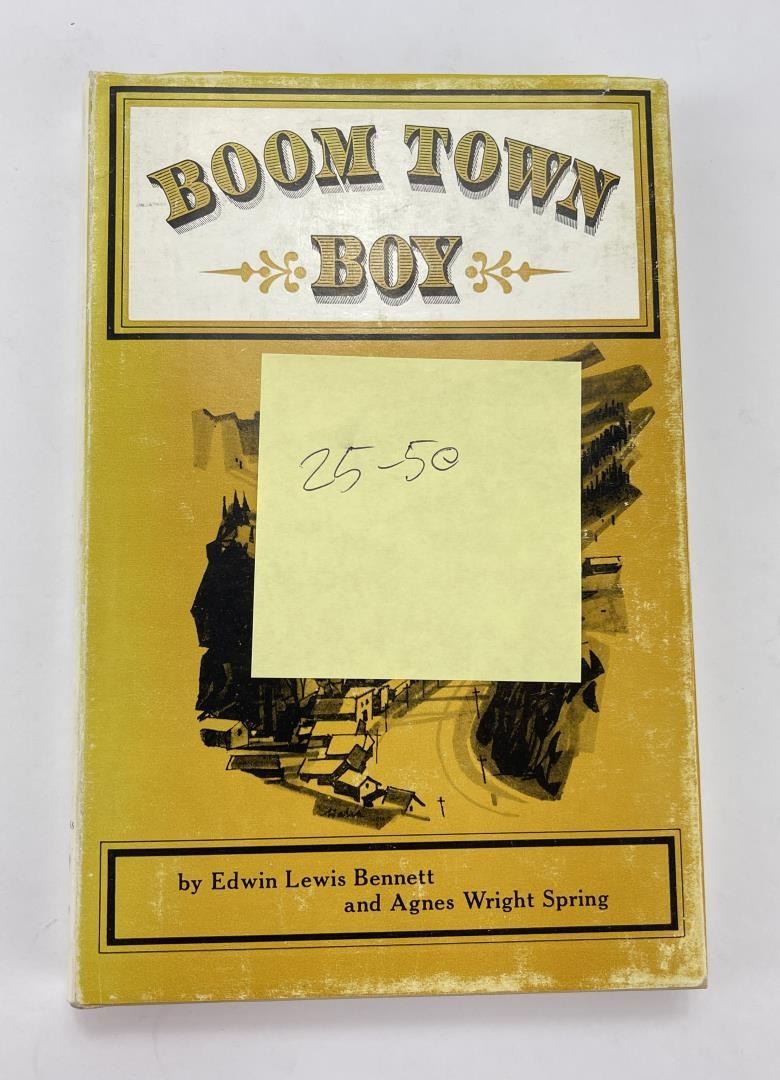 BOOM TOWN
BOY
25-50
by Edwin Lewis Bennett
and Agnes Wright Spring